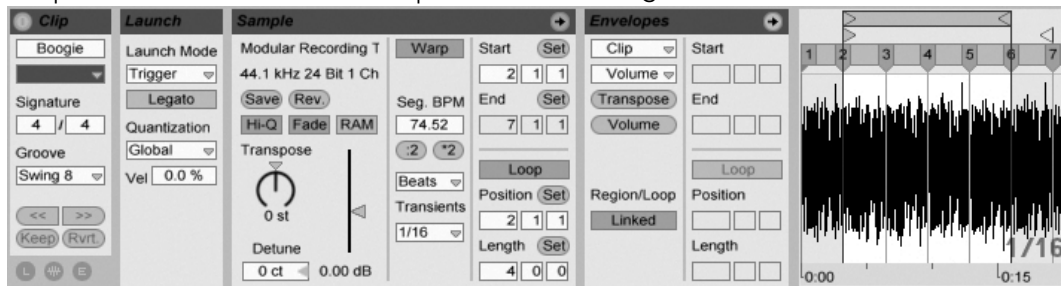 Clip
Boogie
Signature
4 / 4
Groove
Swing 8
<< >>
Keep Rvrt.
L E
Launch
Launch Mode
Trigger
Legato
Quantization
Global
Vel 0.0 %
Sample
Modular Recording T
44.1 kHz 24 Bit 1 Ch
Save Rev.
Hi-Q Fade RAM
Transpose
0 st
Detune
0 ct 0.00 dB
Warp
Seg. BPM
74.52
:2 *2
Beats
Transients
1/16
Start Set
2 1 1
End Set
7 1 1
Loop
Position Set
2 1 1
Length Set
4 0 0
Envelopes
Clip
Volume
Transpose
Volume
Region/Loop
Linked
Start
End
Loop
Position
Length
1 2 3 4 5 6 7
1/16
0:00 0:15